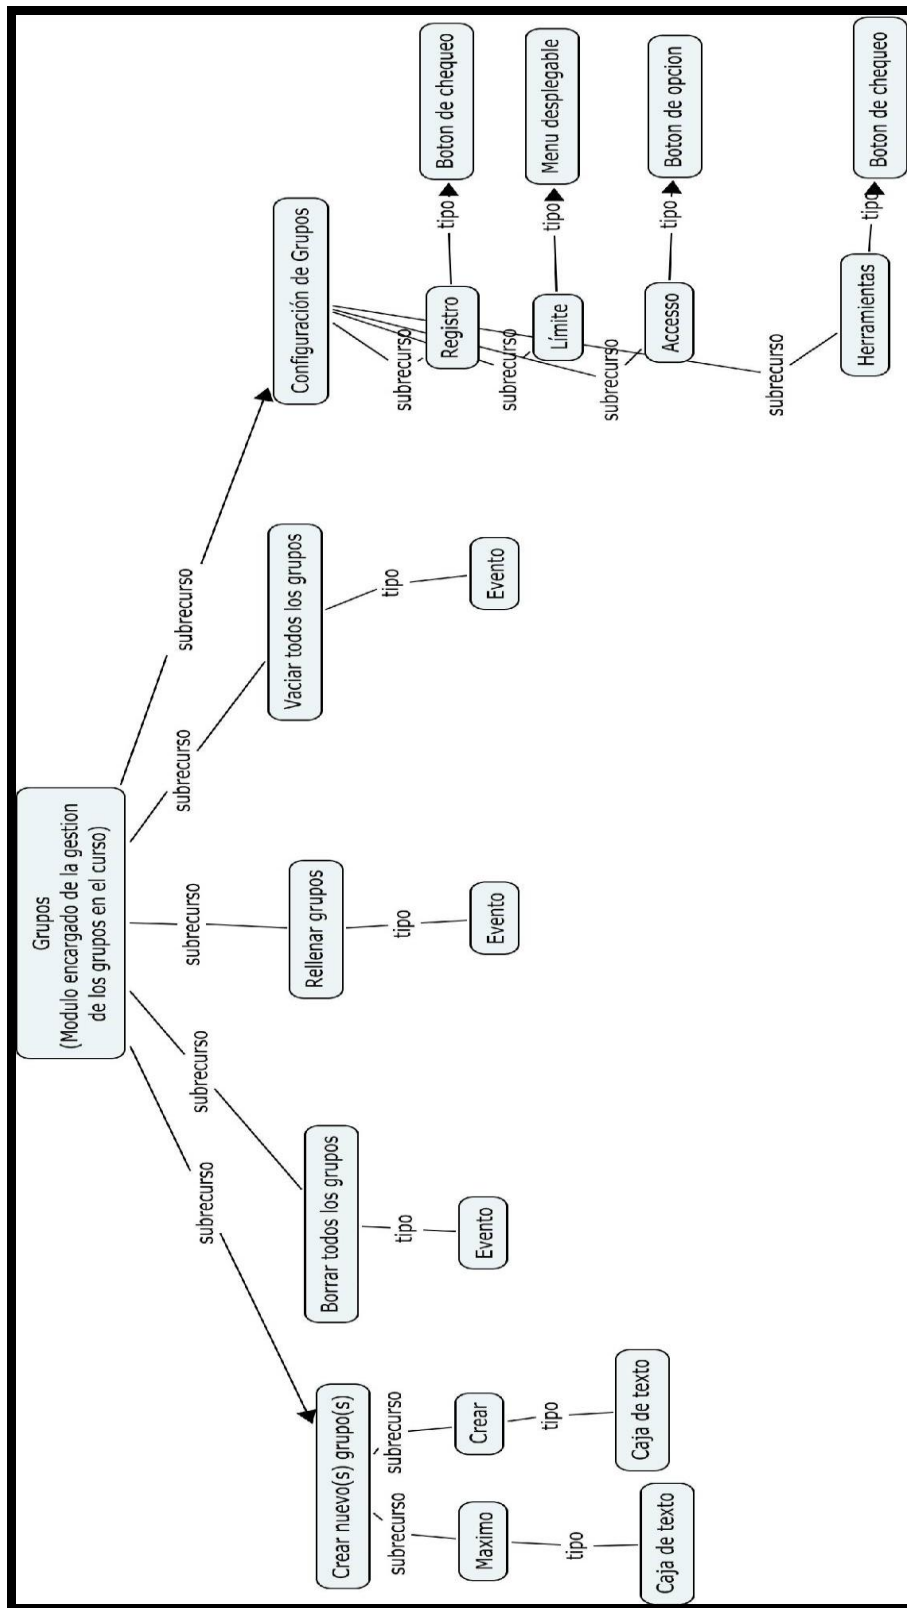 Grupos
(Modulo encargado de la gestion
de los grupos en el curso)
subrecurso
subrecurso
subrecurso
subrecurso
subrecurso
Crear nuevo(s) grupo(s)
Borrar todos los grupos
Rellenar grupos
Vaciar todos los grupos
Configuración de Grupos
subrecurso
subrecurso
tipo
tipo
tipo
subrecurso
subrecurso
subrecurso
subrecurso
Maximo
Crear
Evento
Evento
Evento
Registro
Límite
Accesso
Herramientas
tipo
tipo
tipo
tipo
tipo
tipo
Caja de texto
Caja de texto
Boton de chequeo
Menu desplegable
Boton de opcion
Boton de chequeo